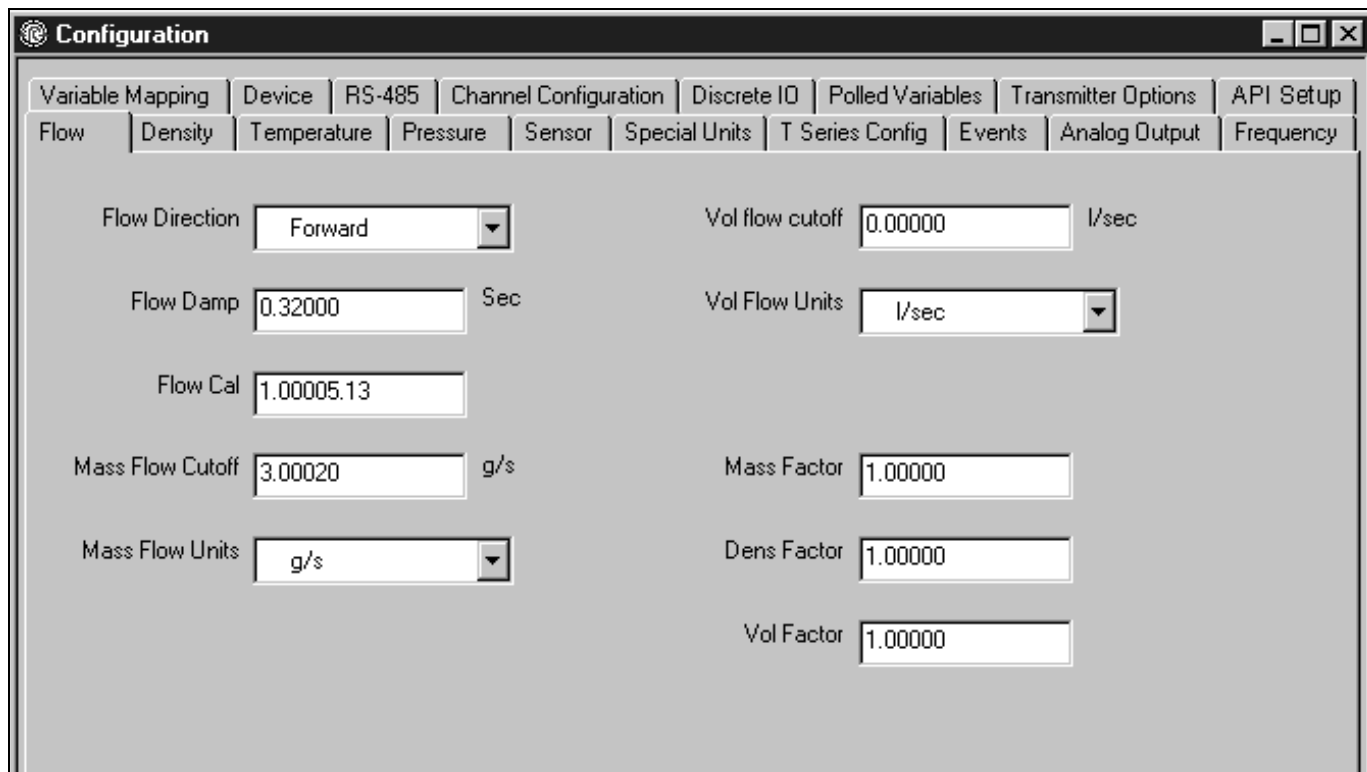 Configuration
Variable Mapping Device RS-485 Channel Configuration Discrete IO Polled Variables Transmitter Options API Setup
Flow Density Temperature Pressure Sensor Special Units T Series Config Events Analog Output Frequency
Flow Direction Forward Vol flow cutoff 0.00000 l/sec
Flow Damp 0.32000 Sec Vol Flow Units l/sec
Flow Cal 1.00005.13
Mass Flow Cutoff 3.00020 g/s Mass Factor 1.00000
Mass Flow Units g/s Dens Factor 1.00000
Vol Factor 1.00000